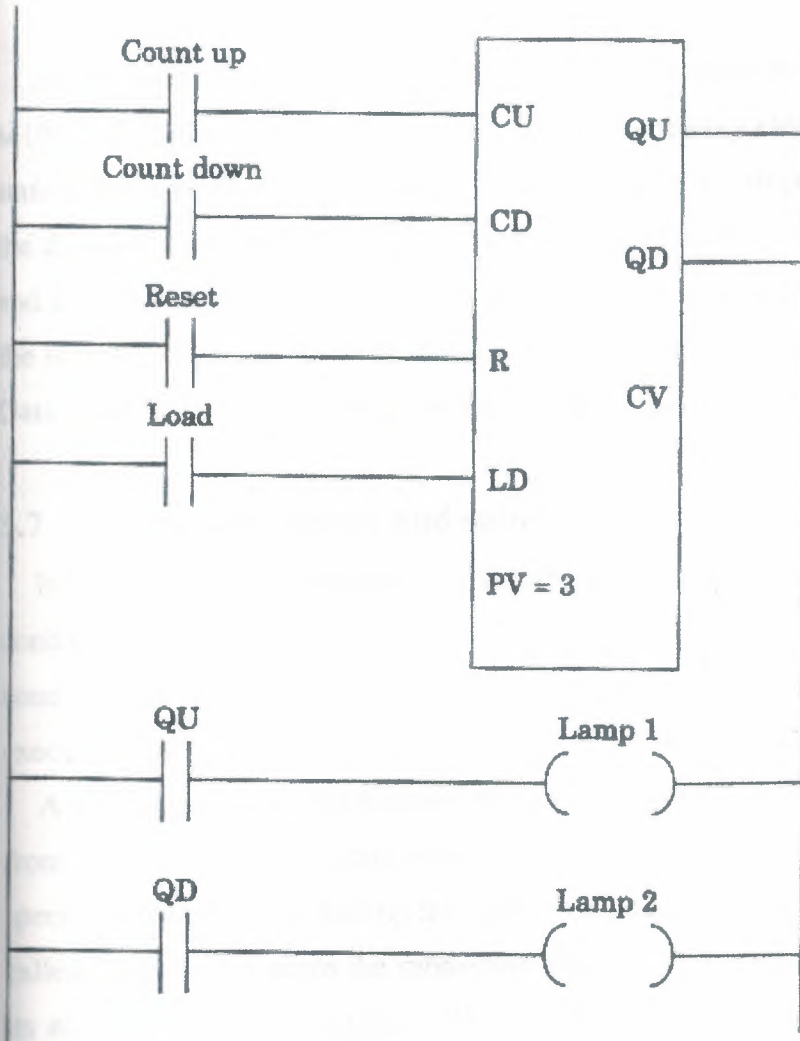 Count up
CU
QU
Count down
CD
QD
Reset
R
CV
Load
LD
PV = 3
QU
Lamp 1
QD
Lamp 2